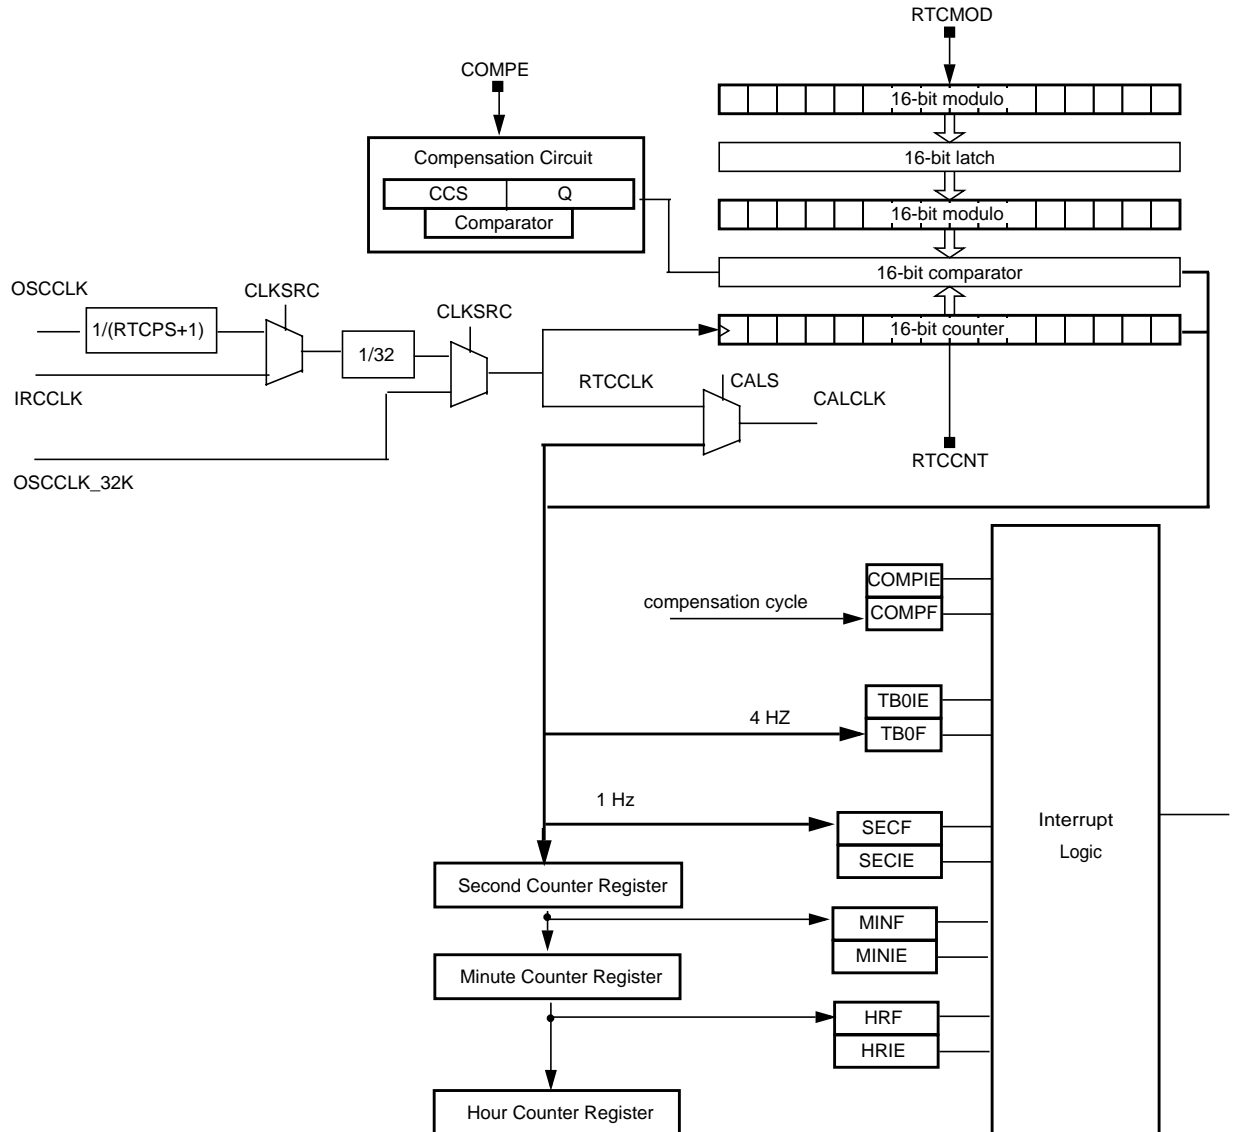 RTCMOD
COMPE
16-bit modulo
Compensation Circuit
16-bit latch
CCS Q
Comparator
16-bit modulo
16-bit comparator
OSCCLK
CLKSRC
CLKSRC
1/(RTCPS+1)
16-bit counter
1/32
IRCCLK
RTCCLK
CALS
CALCLK
RTCCNT
OSCCLK_32K
COMPIE
compensation cycle
COMPF
TB0IE
4 HZ
TB0F
1 Hz
SECF
SECIE
Interrupt
Logic
Second Counter Register
MINF
MINIE
Minute Counter Register
HRF
HRIE
Hour Counter Register